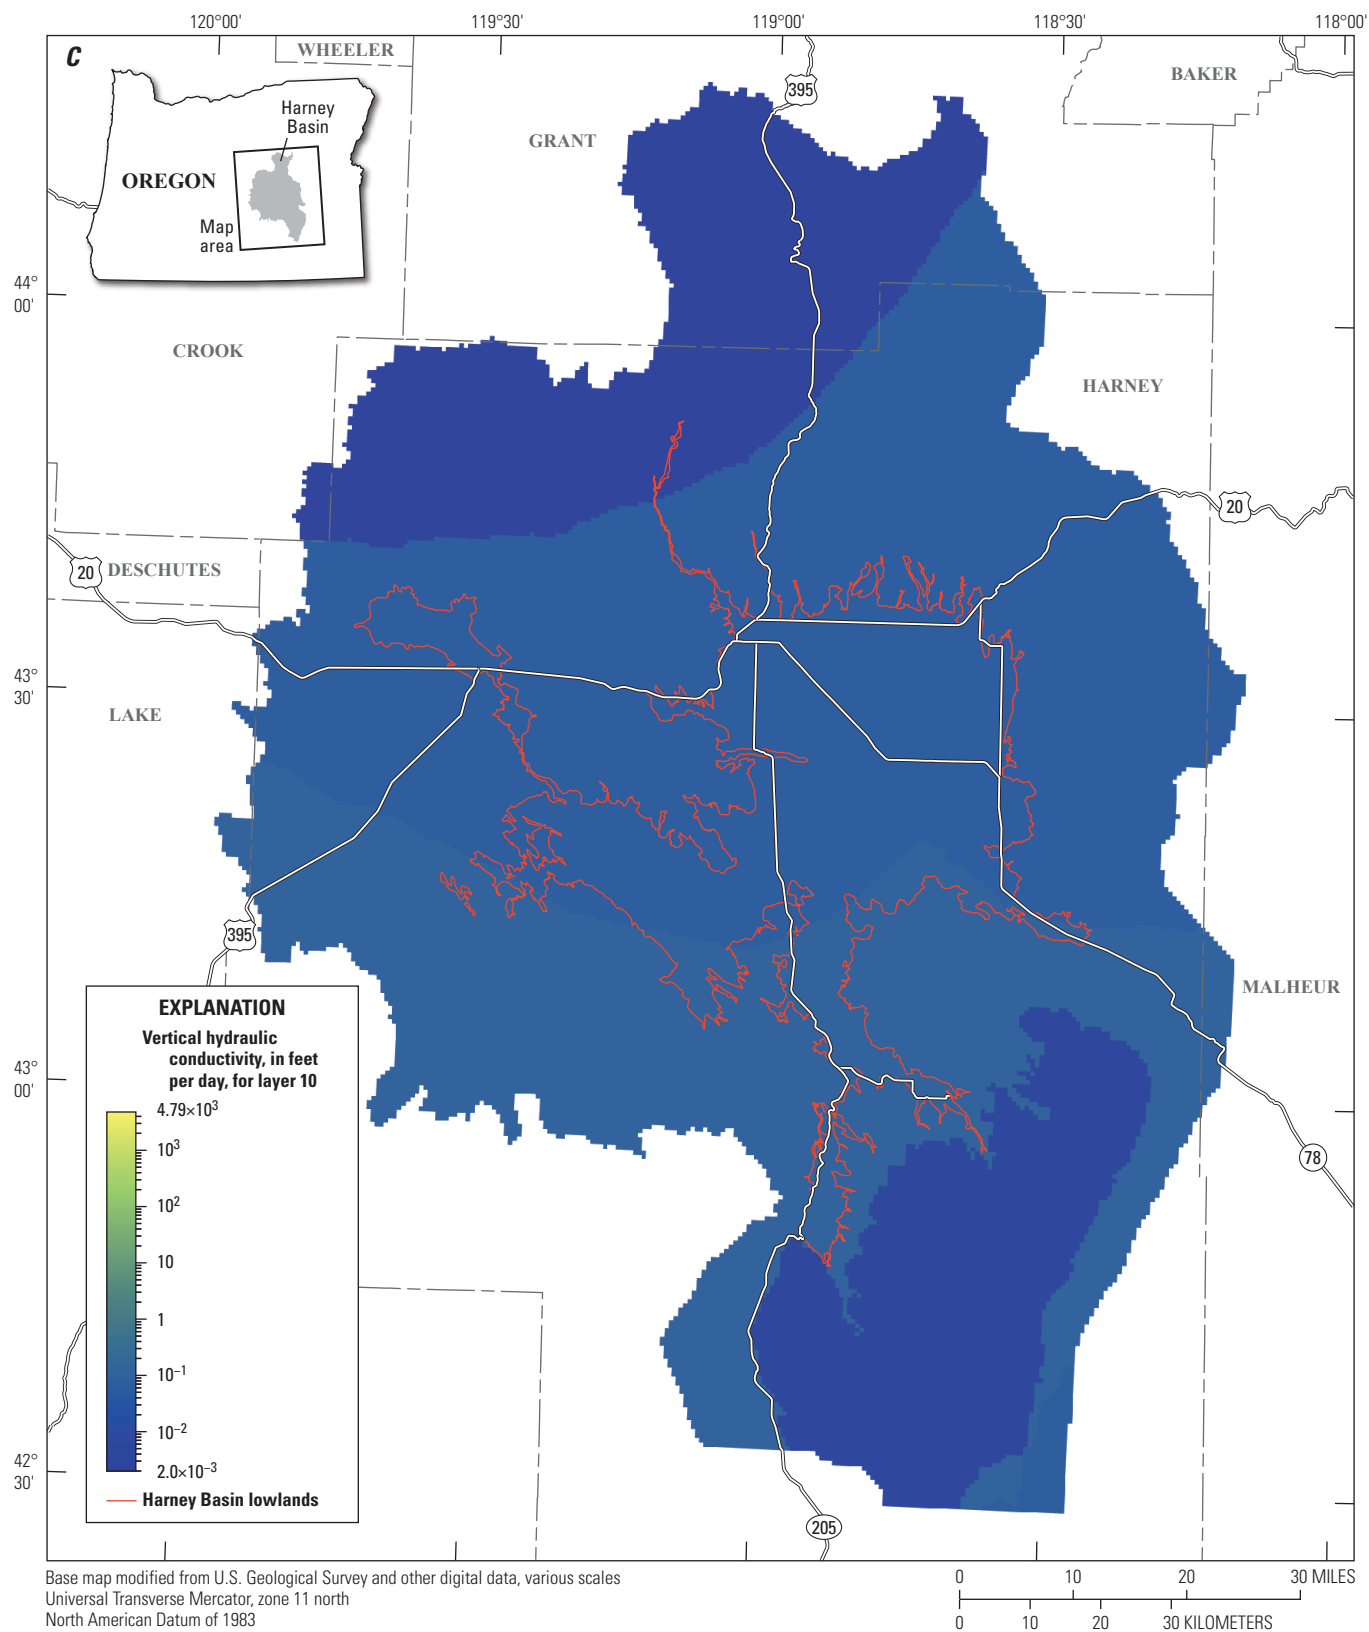 120°00'
119°30'
119°00'
118°30'
118°00'
C
WHEELER
BAKER
395
Harney
Basin
GRANT
OREGON
Map
area
44°
00'
CROOK
HARNEY
20
20
DESCHUTES
43°
30'
LAKE
395
MALHEUR
EXPLANATION
Vertical hydraulic
conductivity, in feet
per day, for layer 10
43°
00'
4.79×10³
10³
10²
10
1
10⁻¹
10⁻²
2.0×10⁻³
Harney Basin lowlands
78
42°
30'
205
Base map modified from U.S. Geological Survey and other digital data, various scales
Universal Transverse Mercator, zone 11 north
North American Datum of 1983
0 10 20 30 MILES
0 10 20 30 KILOMETERS